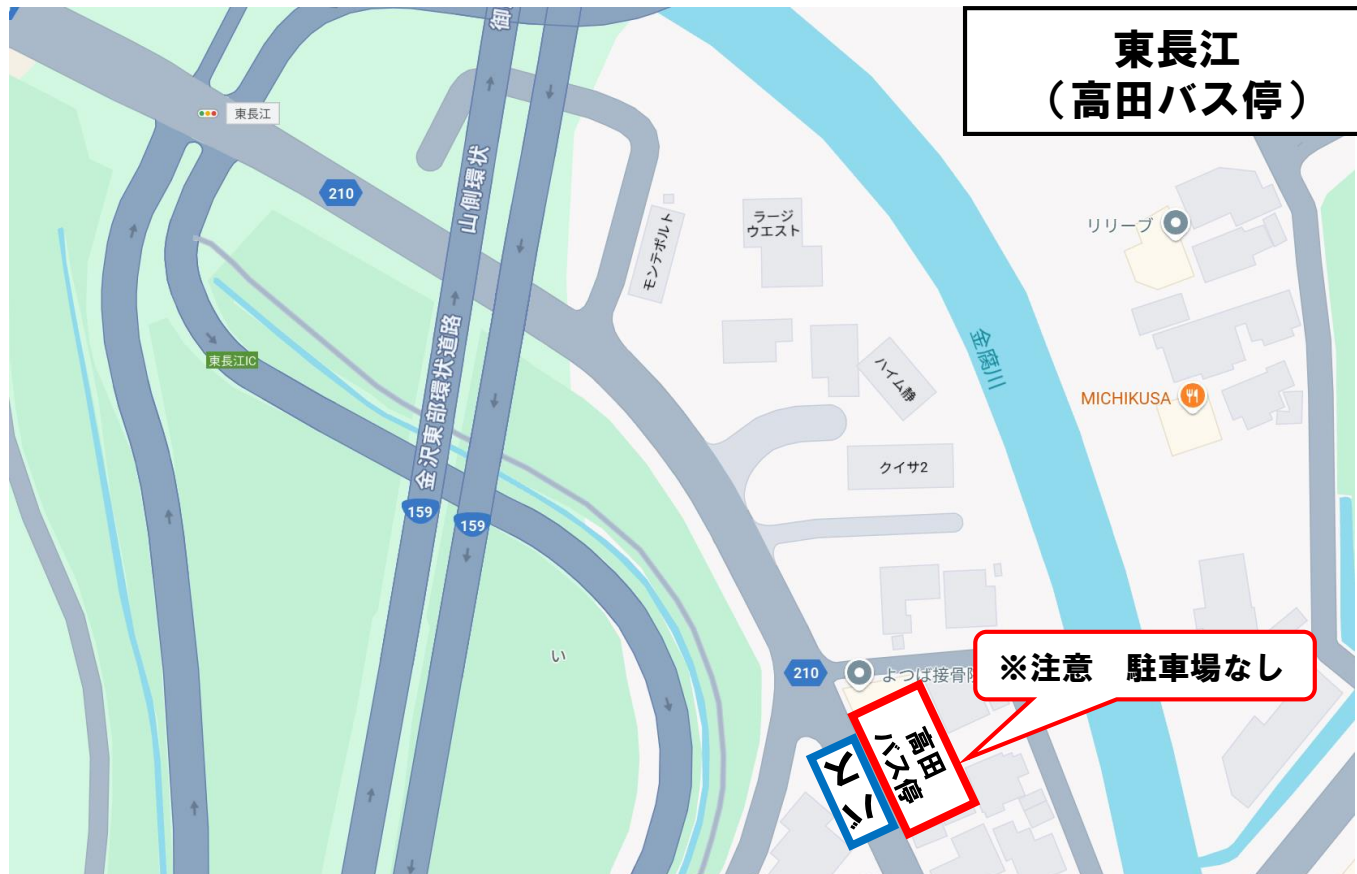 東長江
（高田バス停）
御
東長江
山側環状
210
モンテポルト
ラージ
ウエスト
リリーブ
金腐川
東長江IC
金沢東部環状道路
ハイム静
MICHIKUSA
クイサ2
159
159
い
※注意　駐車場なし
210
よつば接骨院
高田
バス停
バス